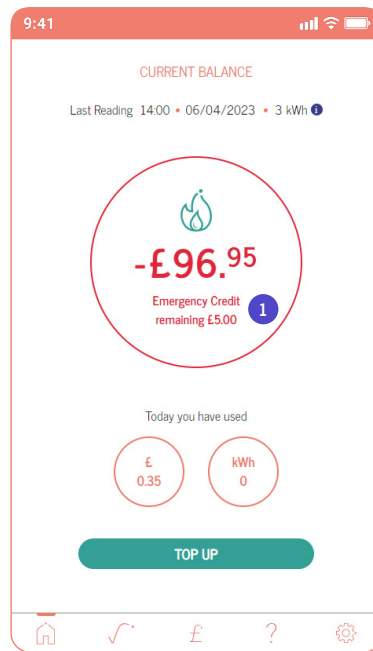 9:41
CURRENT BALANCE
Last Reading 14:00 • 06/04/2023 • 3 kWh i
-£96.95
Emergency Credit
remaining £5.00
1
Today you have used
£
0.35
kWh
0
TOP UP
£
?